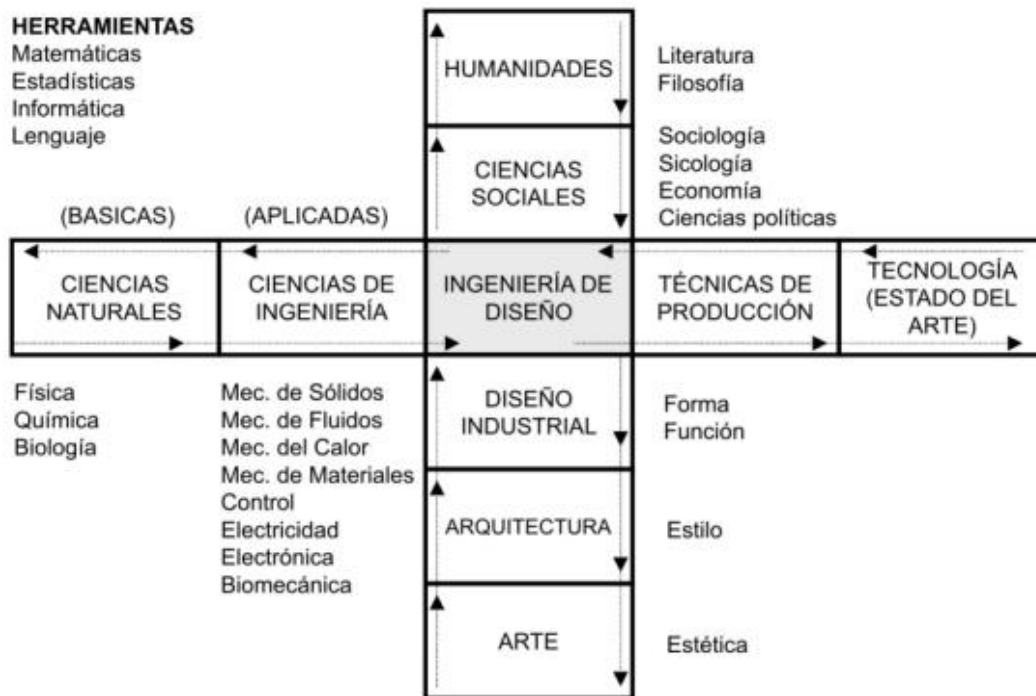 HERRAMIENTAS
Matemáticas
Estadísticas
Informática
Lenguaje
HUMANIDADES
Literatura
Filosofía
CIENCIAS
SOCIALES
Sociología
Sicología
Economía
Ciencias políticas
(BASICAS)
(APLICADAS)
CIENCIAS
NATURALES
CIENCIAS DE
INGENIERÍA
INGENIERÍA DE
DISEÑO
TÉCNICAS DE
PRODUCCIÓN
TECNOLOGÍA
(ESTADO DEL
ARTE)
Física
Química
Biología
Mec. de Sólidos
Mec. de Fluidos
Mec. del Calor
Mec. de Materiales
Control
Electricidad
Electrónica
Biomecánica
DISEÑO
INDUSTRIAL
Forma
Función
ARQUITECTURA
Estilo
ARTE
Estética